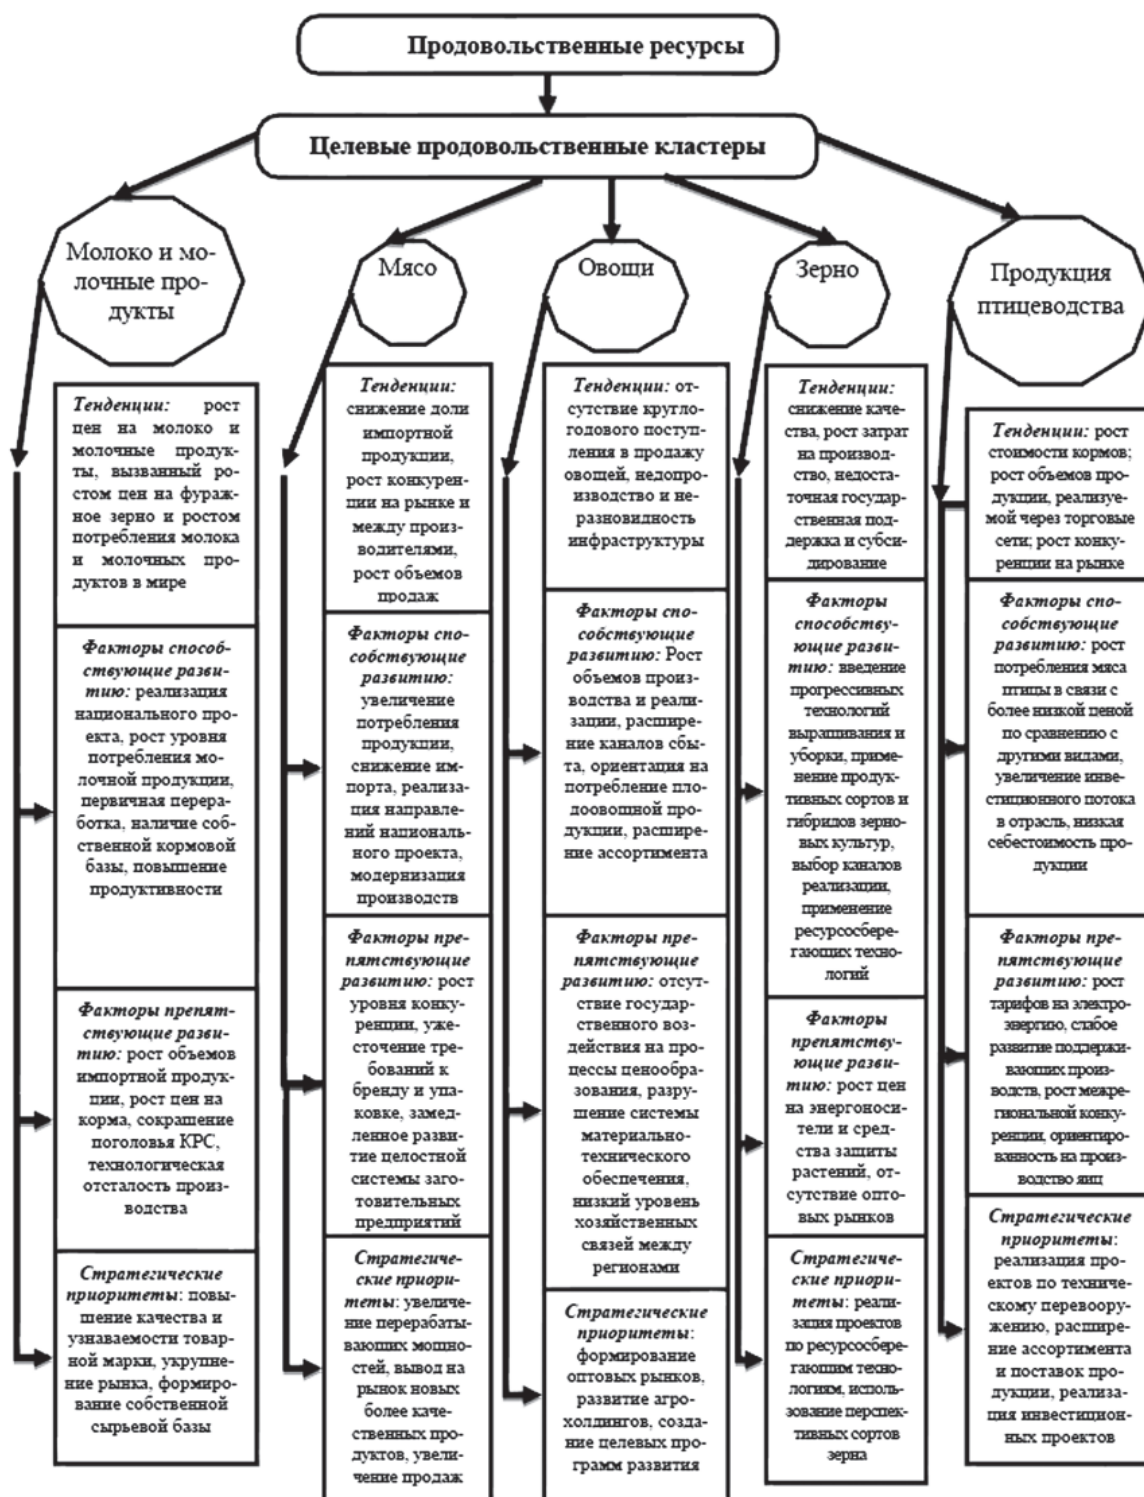 Продовольственные ресурсы
Целевые продовольственные кластеры
Молоко и мо-
лочные про-
дукты
Мясо
Овощи
Зерно
Продукция
птицеводства
Тенденции: рост
цен на молоко и
молочные продук-
ты, вызванный ро-
стом цен на фураж-
ное зерно и ростом
потребления молока
и молочных про-
дуктов в мире
Факторы способ-
ствующие разви-
тию: реализация
национального про-
екта, рост уровня
потребления мо-
лочной продукции,
первичная перера-
ботка, наличие соб-
ственной кормовой
базы, повышение
продуктивности
Факторы препят-
ствующие разви-
тию: рост объемов
импортной продук-
ции, рост цен на
корма, сокращение
поголовья КРС,
технологическая
отсталость произ-
водства
Стратегические
приоритеты: повы-
шение качества и
узнаваемости товар-
ной марки, укрупне-
ние рынка, формиро-
вание собственной
сырьевой базы
Тенденции:
снижение доли
импортной
продукции,
рост конкурен-
ции на рынке и
между произ-
водителями,
рост объемов
продаж
Факторы спо-
собствующие
развитию:
увеличение
потребления
продукции,
снижение им-
порта, реализа-
ция направле-
ний националь-
ного проекта,
модернизация
производств
Факторы пре-
пятствующие
развитию: рост
уровня конку-
ренции, уже-
сточение тре-
бований к
бренду и упа-
ковке, замед-
ленное разви-
тие целостной
системы заго-
товительных
предприятий
Стратегиче-
ские приори-
теты: увеличе-
ние перерабаты-
вающих мощно-
стей, вывод на
рынок новых
более каче-
ственных про-
дуктов, увели-
чение продаж
Тенденции: от-
сутствие кругло-
годового поступ-
ления в продажу
овощей, недопро-
изводство и не-
разновидность
инфраструктуры
Факторы спо-
собствующие
развитию: Рост
объемов произ-
водства и реали-
зации, расшире-
ние каналов сбы-
та, ориентация на
потребление пло-
доовощной про-
дукции, расшире-
ние ассортимента
Факторы пре-
пятствующие
развитию: отсут-
ствие государ-
ственного воз-
действия на про-
цессы ценообра-
зования, разру-
шение системы
материально-
технического
обеспечения,
низкий уровень
хозяйственных
связей между
регионами
Стратегические
приоритеты:
формирование
оптовых рынков,
развитие агро-
холдингов, созда-
ние целевых про-
грамм развития
Тенденции:
снижение каче-
ства, рост затрат
на производ-
ство, недоста-
точная государ-
ственная под-
держка и субси-
дирование
Факторы
способству-
ющие разви-
тию: введение
прогрессивных
технологий
выращивания и
уборки, приме-
нение продук-
тивных сортов и
гибридов зерно-
вых культур,
выбор каналов
реализации,
применение
ресурсосбере-
гающих техно-
логий
Факторы
препятству-
ющие разви-
тию: рост цен
на энергоноси-
тели и сред-
ства защиты
растений, от-
сутствие опто-
вых рынков
Стратегиче-
ские приори-
теты: реали-
зация проектов
по ресурсосбере-
гающим техно-
логиям, исполь-
зование перспек-
тивных сортов
зерна
Тенденции: рост
стоимости кормов;
рост объемов про-
дукции, реализуе-
мой через торговые
сети; рост конку-
ренции на рынке
Факторы спо-
собствующие
развитию: рост
потребления мяса
птицы в связи с
более низкой ценой
по сравнению с
другими видами,
увеличение инве-
стиционного потока
в отрасль, низкая
себестоимость про-
дукции
Факторы пре-
пятствующие
развитию: рост
тарифов на электро-
энергию, слабое
развитие поддержи-
вающих произ-
водств, рост межре-
гиональной конку-
ренции, ориентиро-
ванность на произ-
водство яиц
Стратегические
приоритеты:
реализация про-
ектов по техниче-
скому перевоору-
жению, расшире-
ние ассортимента
и поставок про-
дукции, реализа-
ция инвестицион-
ных проектов